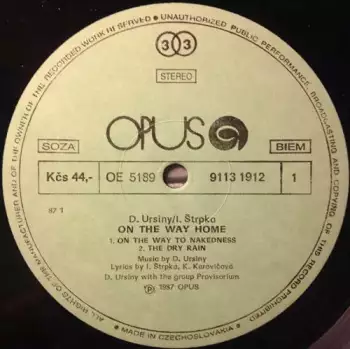 ALL RIGHTS OF THE MANUFACTURER AND OF THE OWNER OF THE RECORDED WORK RESERVED • UNAUTHORIZED PUBLIC PERFORMANCE, BROADCASTING AND COPYING OF THIS RECORD PROHIBITED
33
STEREO
OPUS
SOZA
BIEM
Kčs 44,-
OE 5189
9113 1912
1
87 1
D. Ursiny/I. Štrpka
ON THE WAY HOME
1. ON THE WAY TO NAKEDNESS
2. THE DRY RAIN
Music by D. Ursiny
Lyrics by I. Štrpka, K. Karovičová
D. Ursiny with the group Provisorium
Ⓟ 1987 OPUS
• MADE IN CZECHOSLOVAKIA •